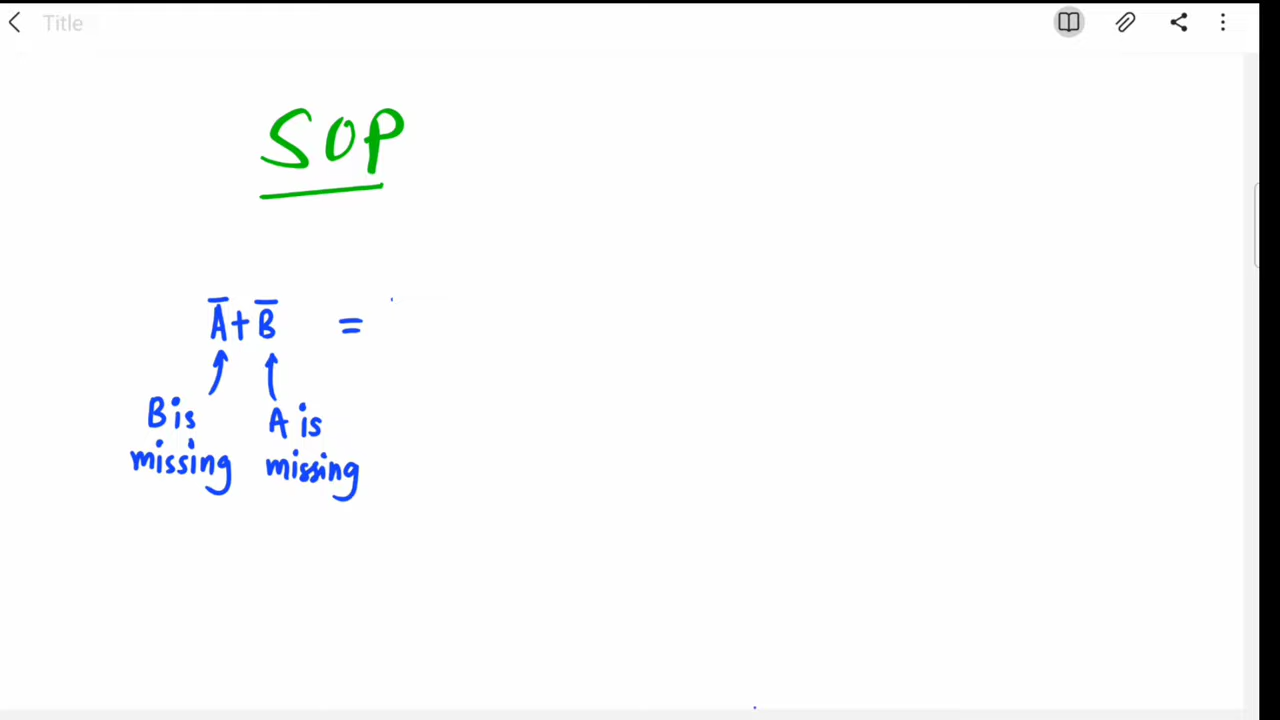 Title
SOP
A̅ + B̅ =
B is A is
missing missing